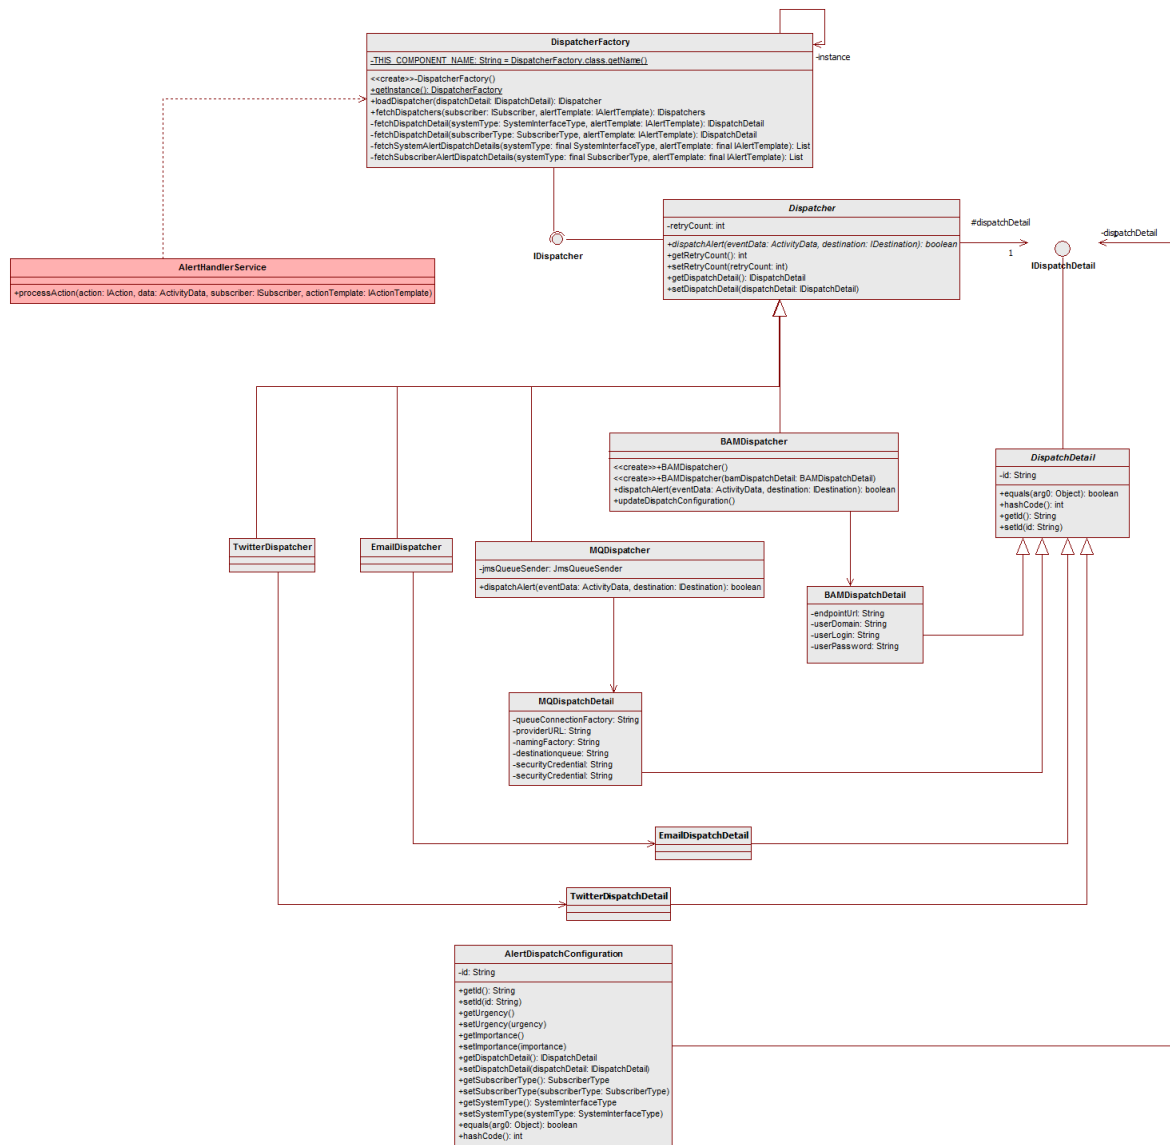 DispatcherFactory
-THIS_COMPONENT_NAME: String = DispatcherFactory.class.getName()
<<create>>-DispatcherFactory()
+getInstance(): DispatcherFactory
+loadDispatcher(dispatchDetail: IDispatchDetail): IDispatcher
+fetchDispatchers(subscriber: ISubscriber, alertTemplate: IAlertTemplate): IDispatchers
-fetchDispatchDetail(systemType: SystemInterfaceType, alertTemplate: IAlertTemplate): IDispatchDetail
-fetchDispatchDetail(subscriberType: SubscriberType, alertTemplate: IAlertTemplate): IDispatchDetail
-fetchSystemAlertDispatchDetails(systemType: final SystemInterfaceType, alertTemplate: final IAlertTemplate): List
-fetchSubscriberAlertDispatchDetails(systemType: final SubscriberType, alertTemplate: final IAlertTemplate): List
-instance
IDispatcher
Dispatcher
-retryCount: int
+dispatchAlert(eventData: ActivityData, destination: IDestination): boolean
+getRetryCount(): int
+setRetryCount(retryCount: int)
+getDispatchDetail(): IDispatchDetail
+setDispatchDetail(dispatchDetail: IDispatchDetail)
#dispatchDetail
1
-dispatchDetail
1
IDispatchDetail
AlertHandlerService
+processAction(action: IAction, data: ActivityData, subscriber: ISubscriber, actionTemplate: IActionTemplate)
BAMDispatcher
<<create>>+BAMDispatcher()
<<create>>+BAMDispatcher(bamDispatchDetail: BAMDispatchDetail)
+dispatchAlert(eventData: ActivityData, destination: IDestination): boolean
+updateDispatchConfiguration()
DispatchDetail
-id: String
+equals(arg0: Object): boolean
+hashCode(): int
+getId(): String
+setId(id: String)
TwitterDispatcher
EmailDispatcher
MQDispatcher
-jmsQueueSender: JmsQueueSender
+dispatchAlert(eventData: ActivityData, destination: IDestination): boolean
BAMDispatchDetail
-endpointUrl: String
-userDomain: String
-userLogin: String
-userPassword: String
MQDispatchDetail
-queueConnectionFactory: String
-providerURL: String
-namingFactory: String
-destinationqueue: String
-securityCredential: String
-securityCredential: String
EmailDispatchDetail
TwitterDispatchDetail
AlertDispatchConfiguration
-id: String
+getId(): String
+setId(id: String)
+getUrgency()
+setUrgency(urgency)
+getImportance()
+setImportance(importance)
+getDispatchDetail(): IDispatchDetail
+setDispatchDetail(dispatchDetail: IDispatchDetail)
+getSubscriberType(): SubscriberType
+setSubscriberType(subscriberType: SubscriberType)
+getSystemType(): SystemInterfaceType
+setSystemType(systemType: SystemInterfaceType)
+equals(arg0: Object): boolean
+hashCode(): int